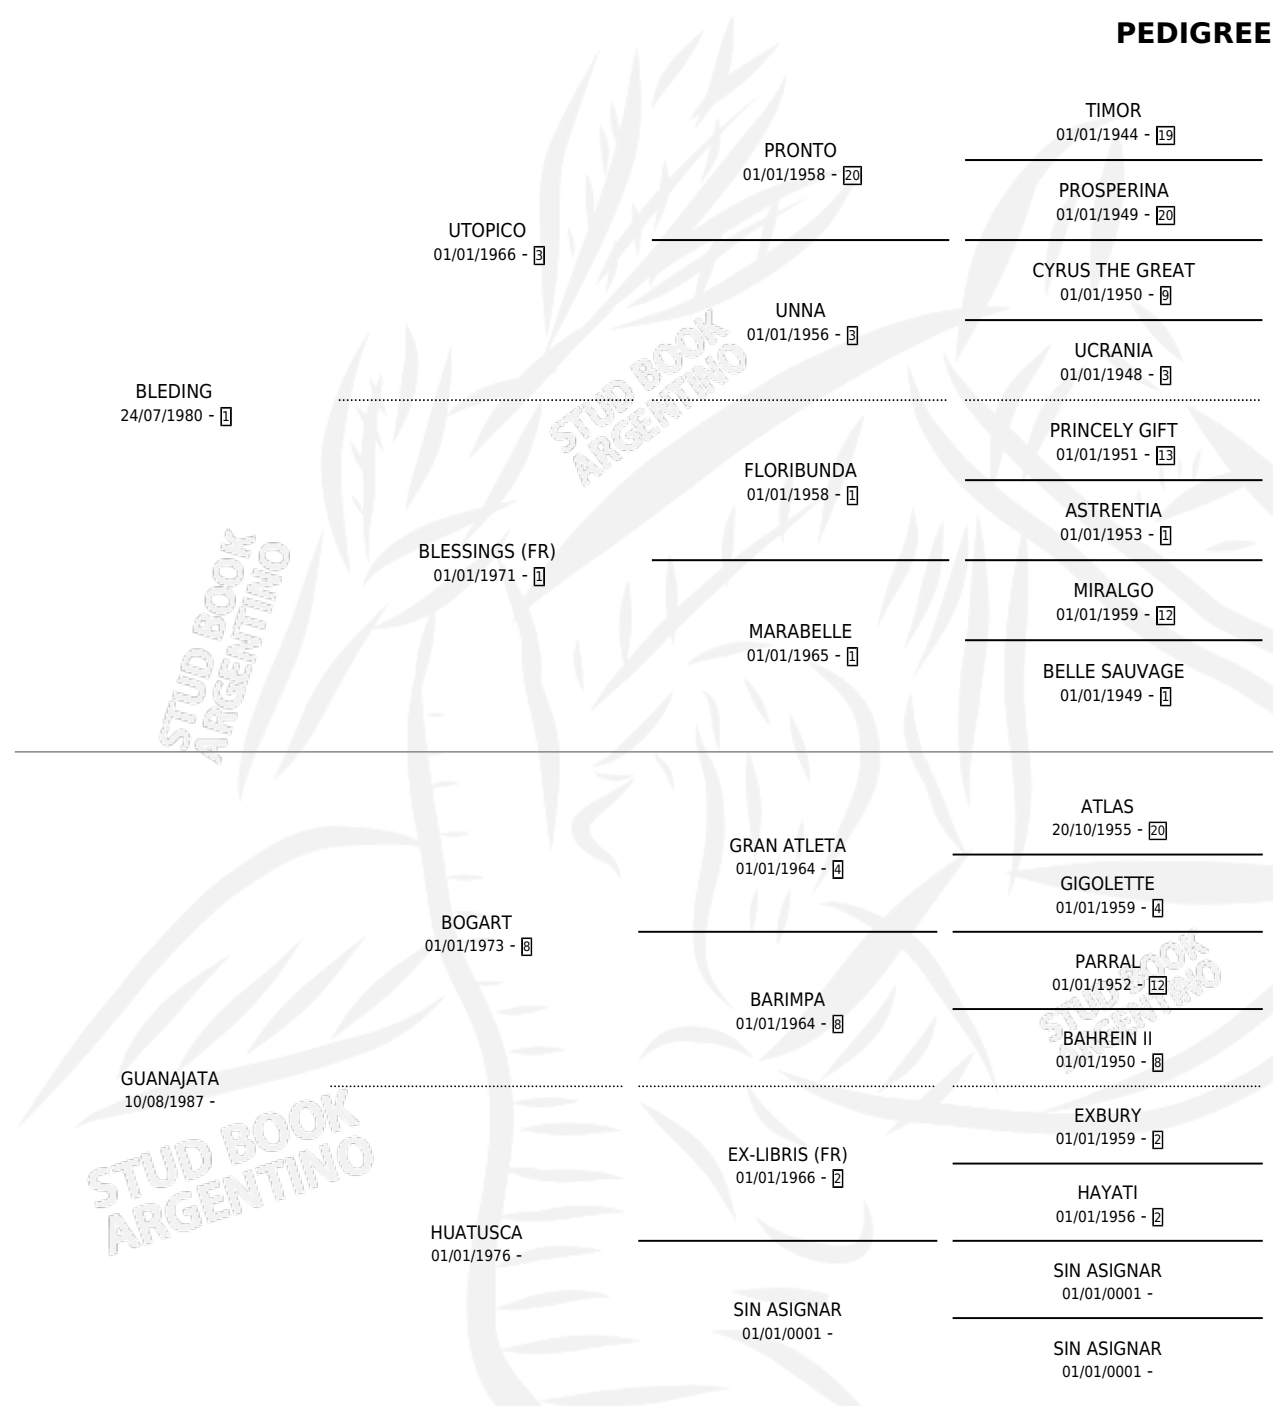 PEDIGREE
TIMOR
01/01/1944 - 19
PRONTO
01/01/1958 - 20
PROSPERINA
01/01/1949 - 20
UTOPICO
01/01/1966 - 3
CYRUS THE GREAT
01/01/1950 - 9
UNNA
01/01/1956 - 3
UCRANIA
01/01/1948 - 3
BLEDING
24/07/1980 - 1
PRINCELY GIFT
01/01/1951 - 13
FLORIBUNDA
01/01/1958 - 1
ASTRENTIA
01/01/1953 - 1
BLESSINGS (FR)
01/01/1971 - 1
MIRALGO
01/01/1959 - 12
MARABELLE
01/01/1965 - 1
BELLE SAUVAGE
01/01/1949 - 1
ATLAS
20/10/1955 - 20
GRAN ATLETA
01/01/1964 - 4
GIGOLETTE
01/01/1959 - 4
BOGART
01/01/1973 - 8
PARRAL
01/01/1952 - 12
BARIMPA
01/01/1964 - 8
BAHREIN II
01/01/1950 - 8
GUANAJATA
10/08/1987 -
EXBURY
01/01/1959 - 2
EX-LIBRIS (FR)
01/01/1966 - 2
HAYATI
01/01/1956 - 2
HUATUSCA
01/01/1976 -
SIN ASIGNAR
01/01/0001 -
SIN ASIGNAR
01/01/0001 -
SIN ASIGNAR
01/01/0001 -
STUD BOOK
ARGENTINO
STUD BOOK
ARGENTINO
STUD BOOK
ARGENTINO
STUD BOOK
ARGENTINO